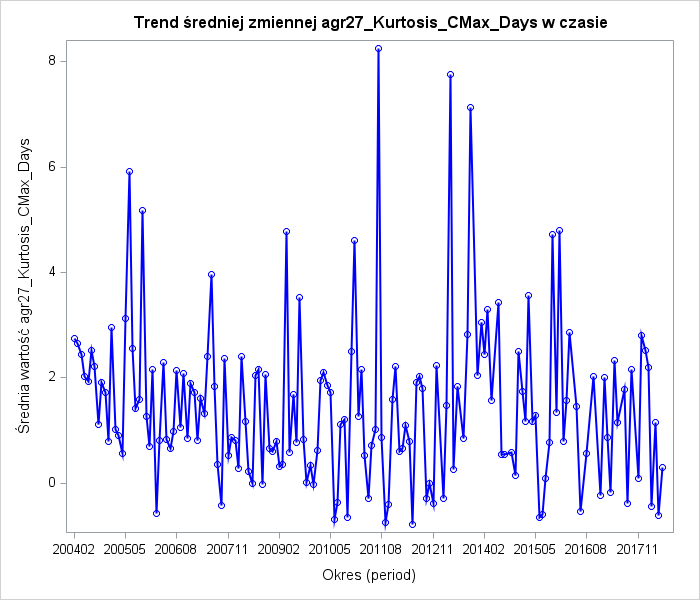 Trend średniej zmiennej agr27_Kurtosis_CMax_Days w czasie
Średnia wartość agr27_Kurtosis_CMax_Days
8
6
4
2
0
200402 200505 200608 200711 200902 201005 201108 201211 201402 201505 201608 201711
Okres (period)